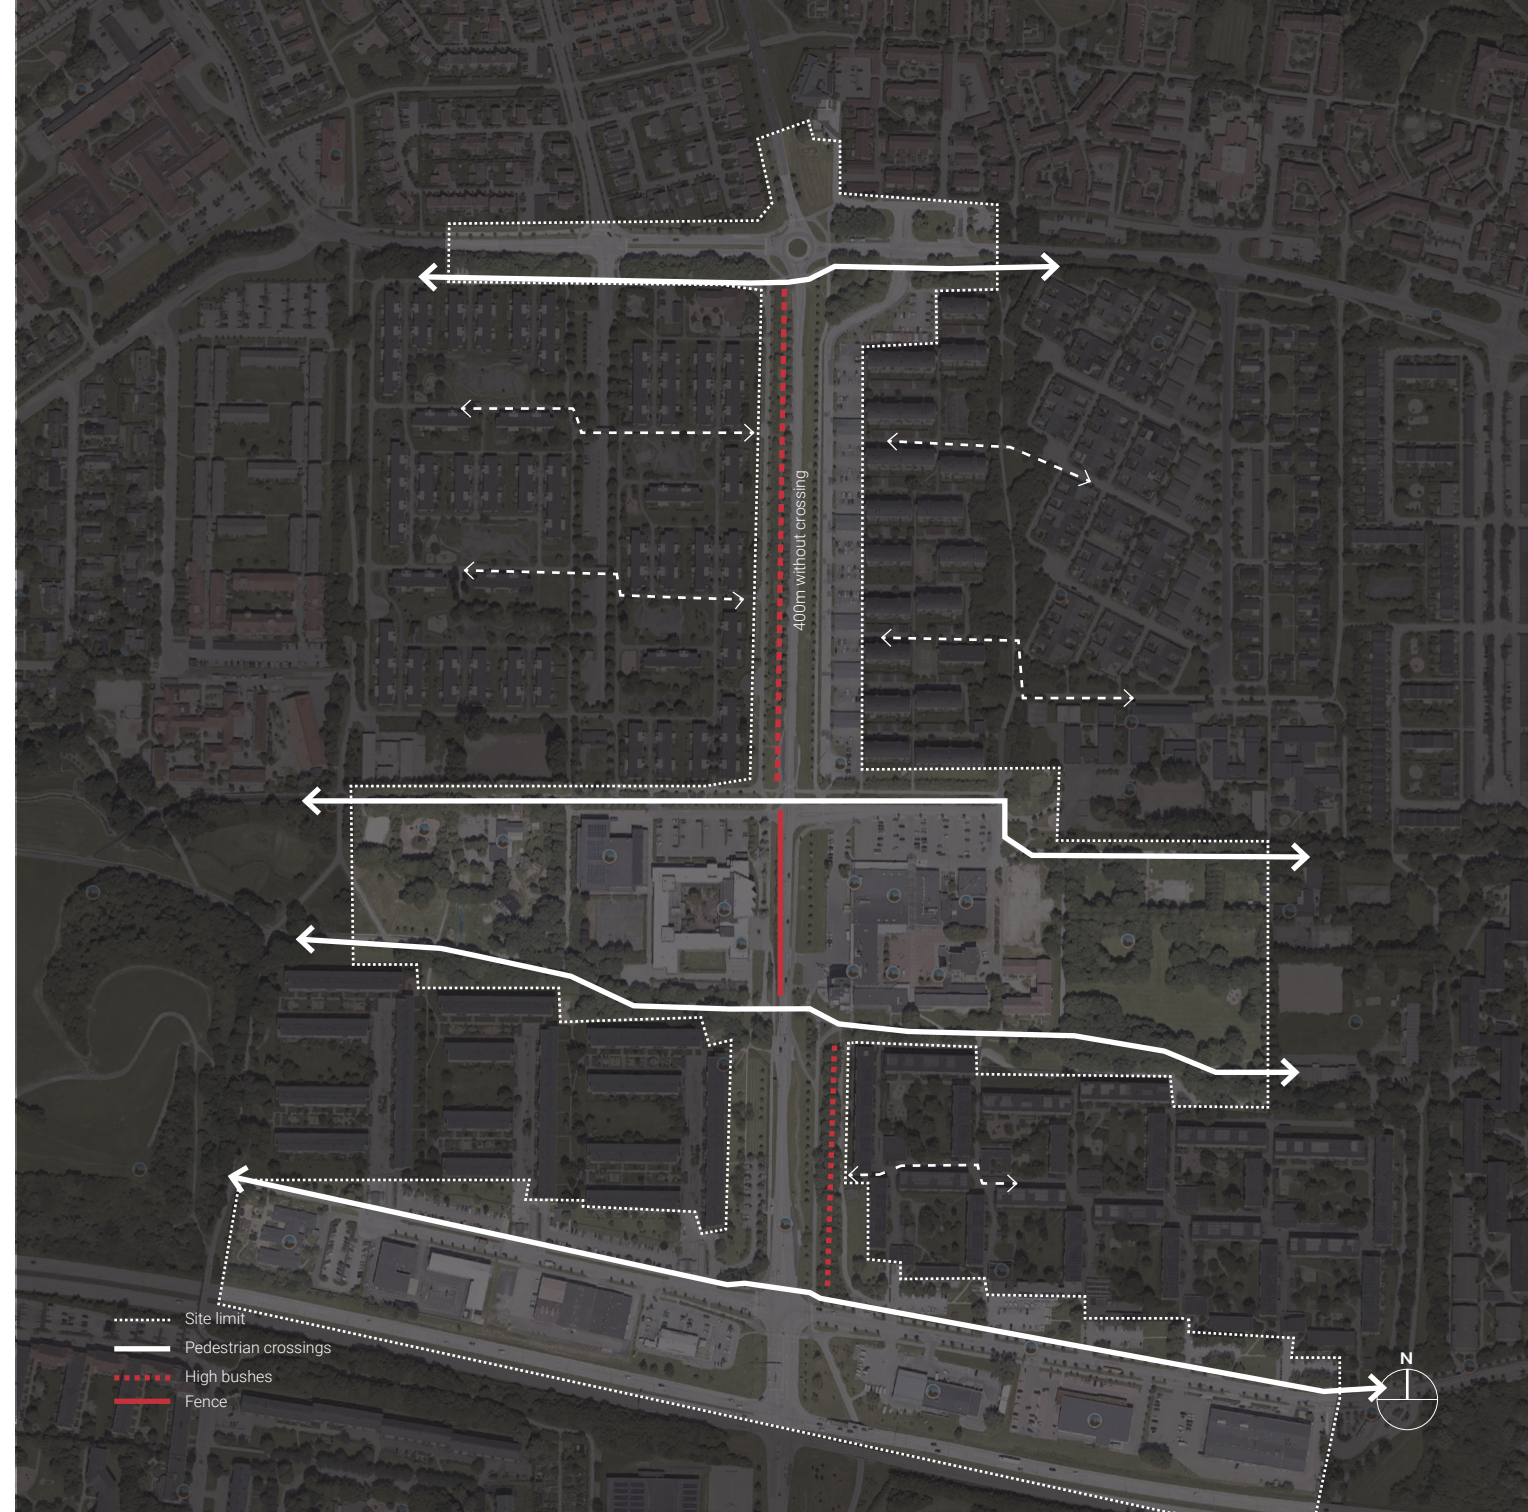 400m without crossing
Site limit
Pedestrian crossings
High bushes
Fence
N